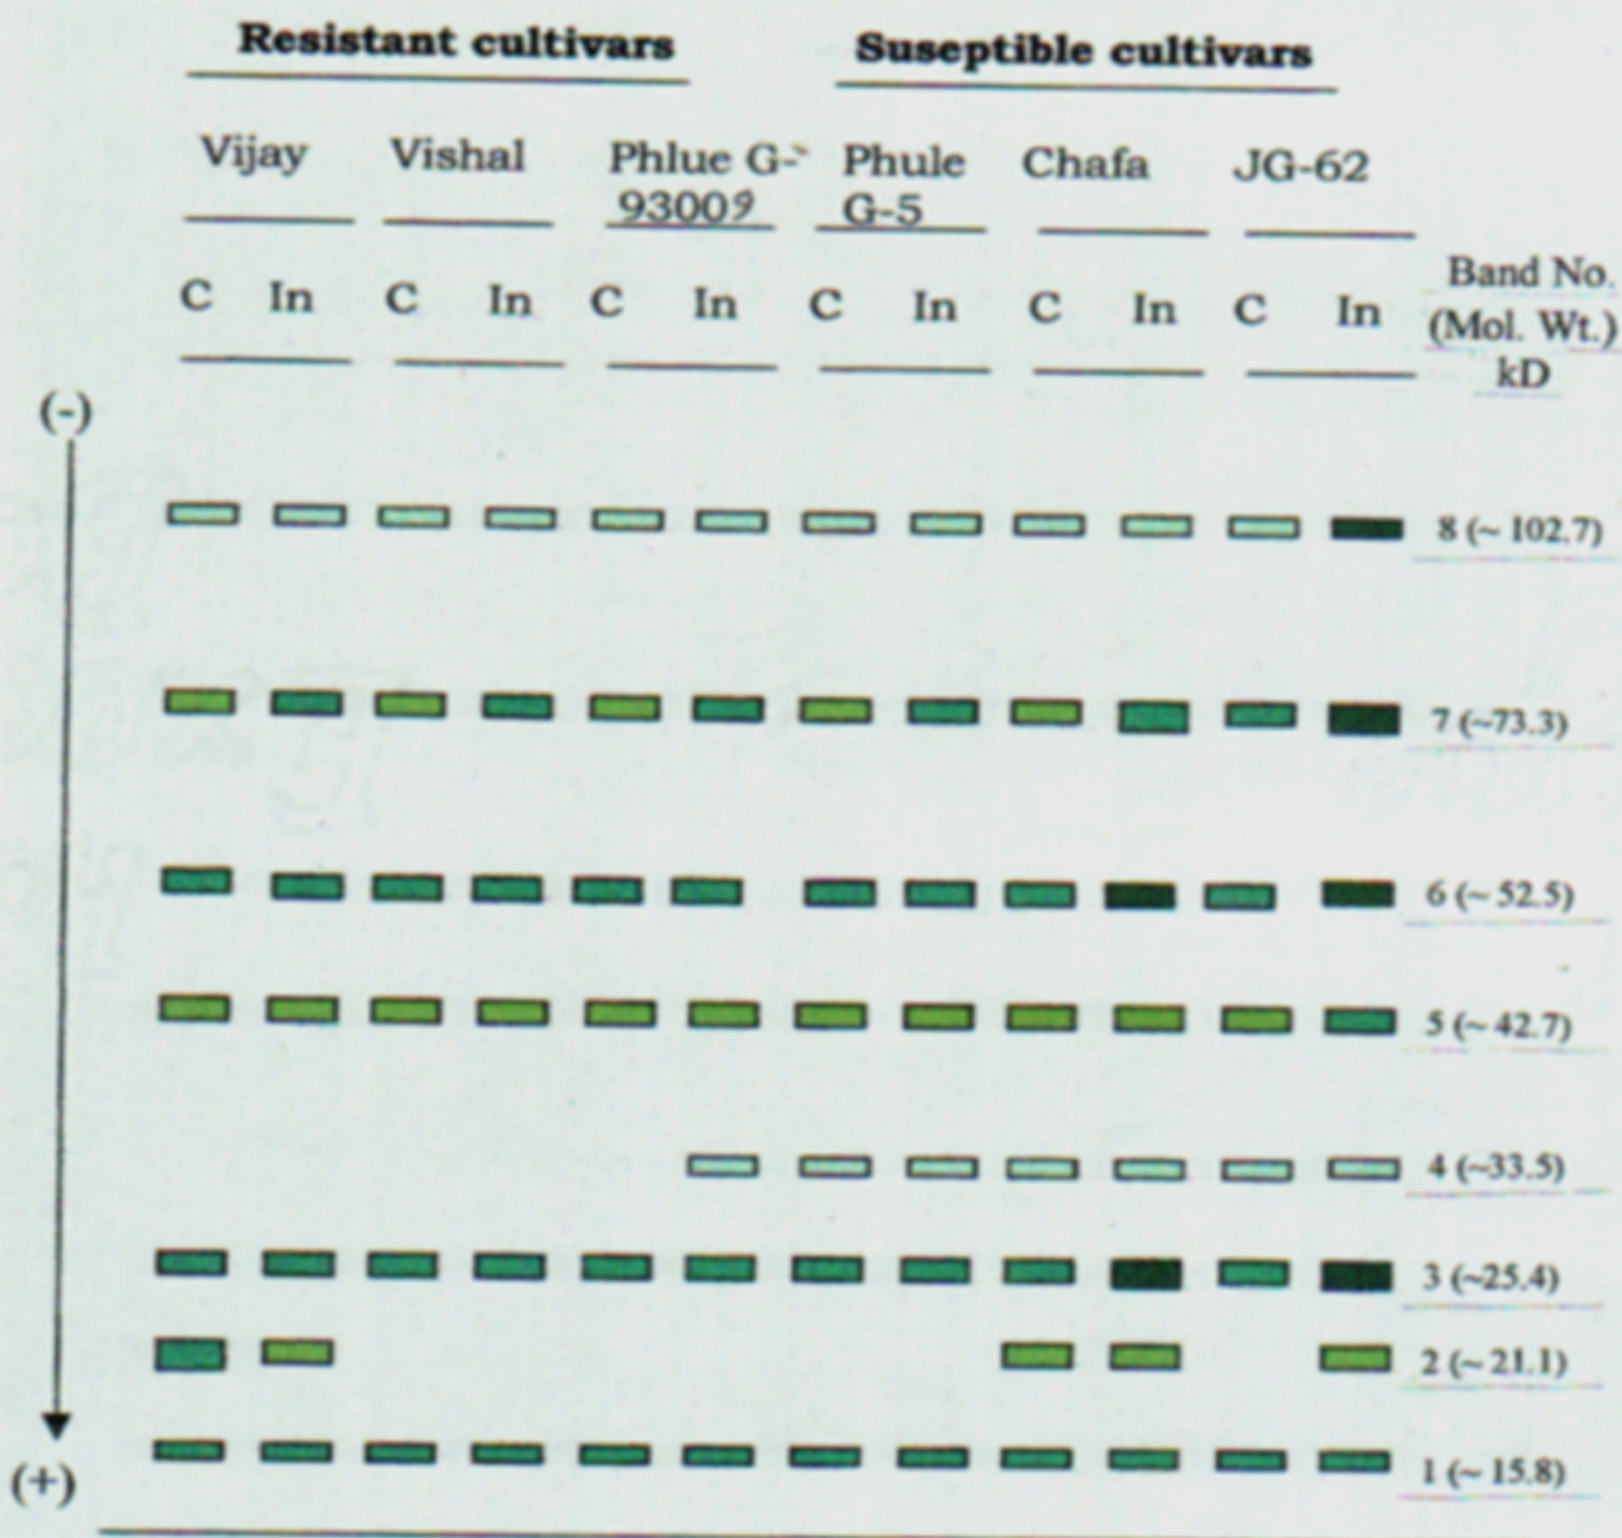 Resistant cultivars Suseptible cultivars
Vijay Vishal Phlue G- Phule Chafa JG-62
93009 G-5
C In C In C In C In C In C In Band No.
(Mol. Wt.)
kD
(-)
8 (~ 102.7)
7 (~73.3)
6 (~ 52.5)
5 (~ 42.7)
4 (~33.5)
3 (~25.4)
2 (~ 21.1)
1 (~ 15.8)
(+)